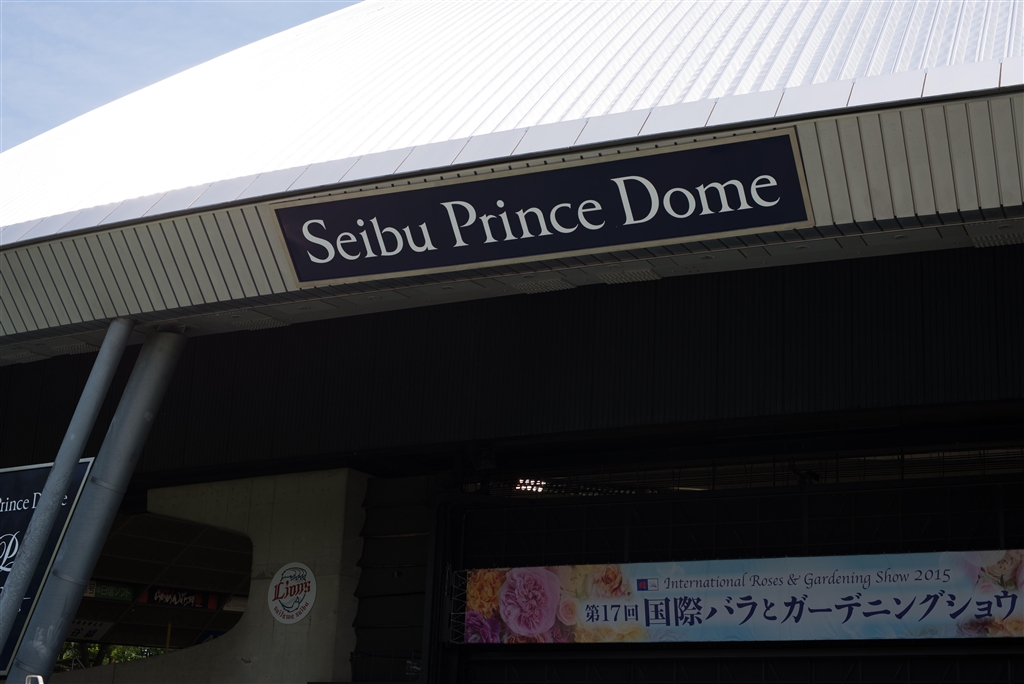 Seibu Prince Dome
Prince Dome
International Roses & Gardening Show 2015
第17回 国際バラとガーデニングショウ
Lions